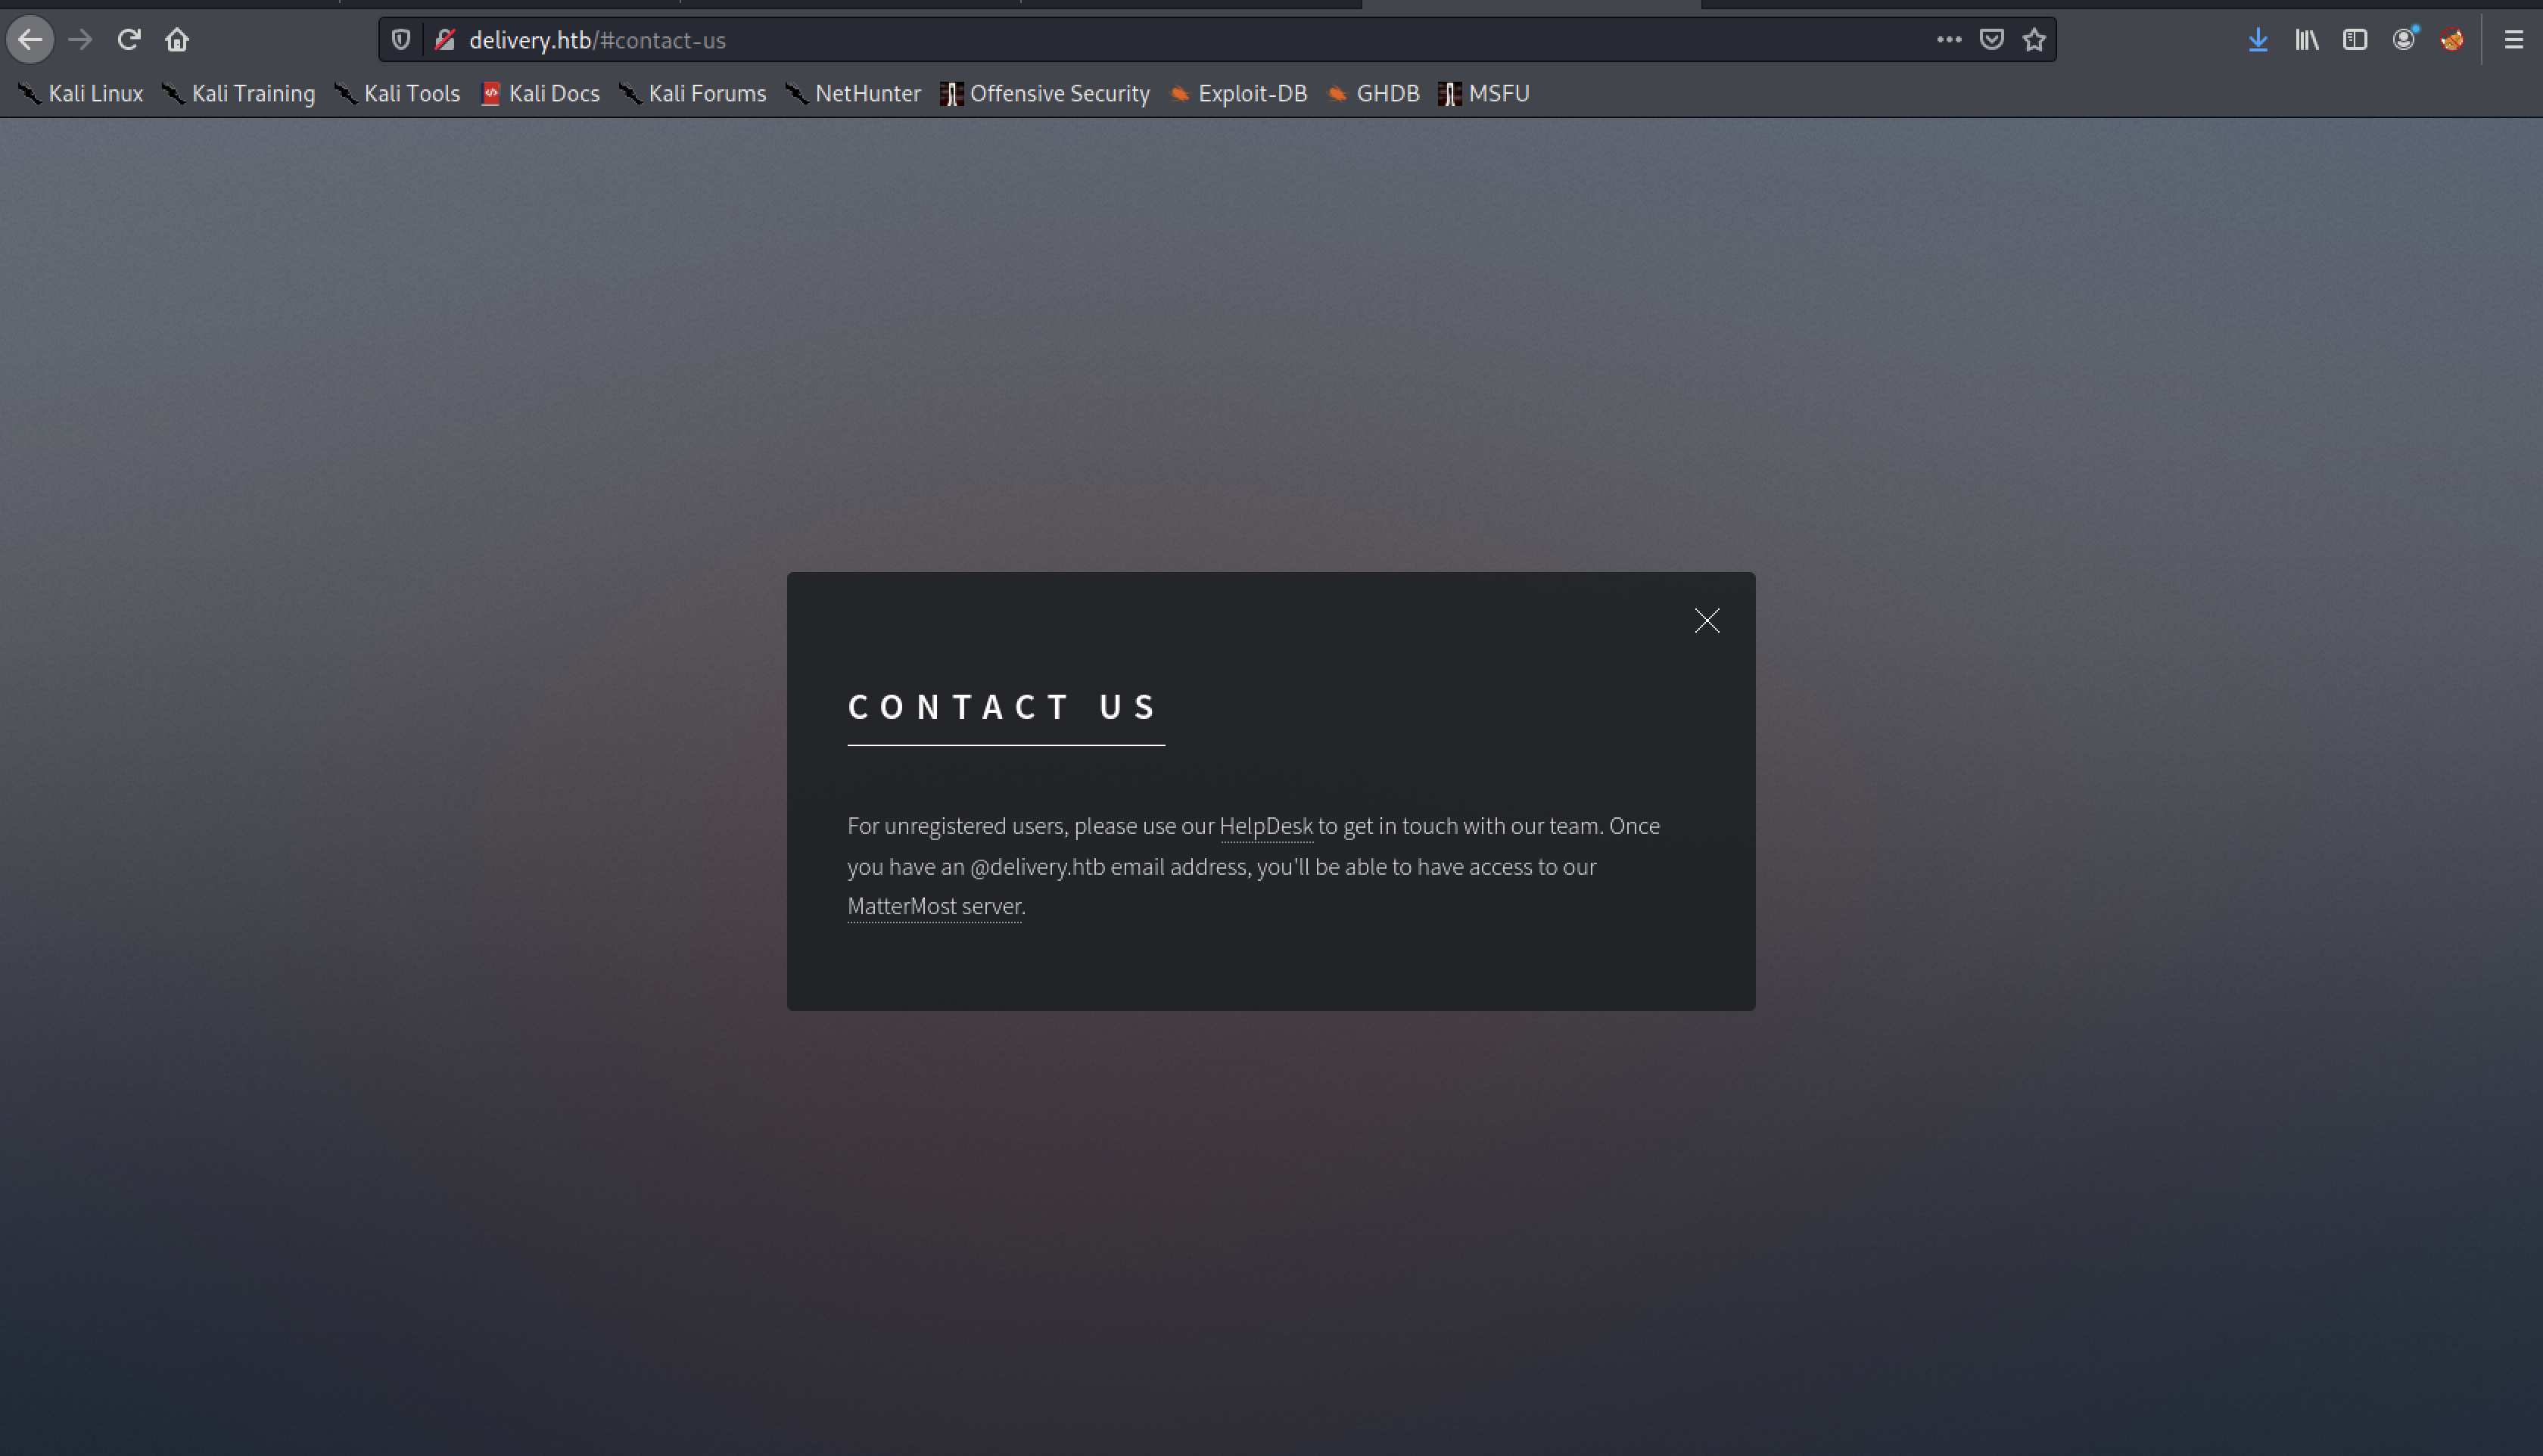 delivery.htb/#contact-us
Kali Linux Kali Training Kali Tools Kali Docs Kali Forums NetHunter Offensive Security Exploit-DB GHDB MSFU
CONTACT US
For unregistered users, please use our HelpDesk to get in touch with our team. Once
you have an @delivery.htb email address, you'll be able to have access to our
MatterMost server.